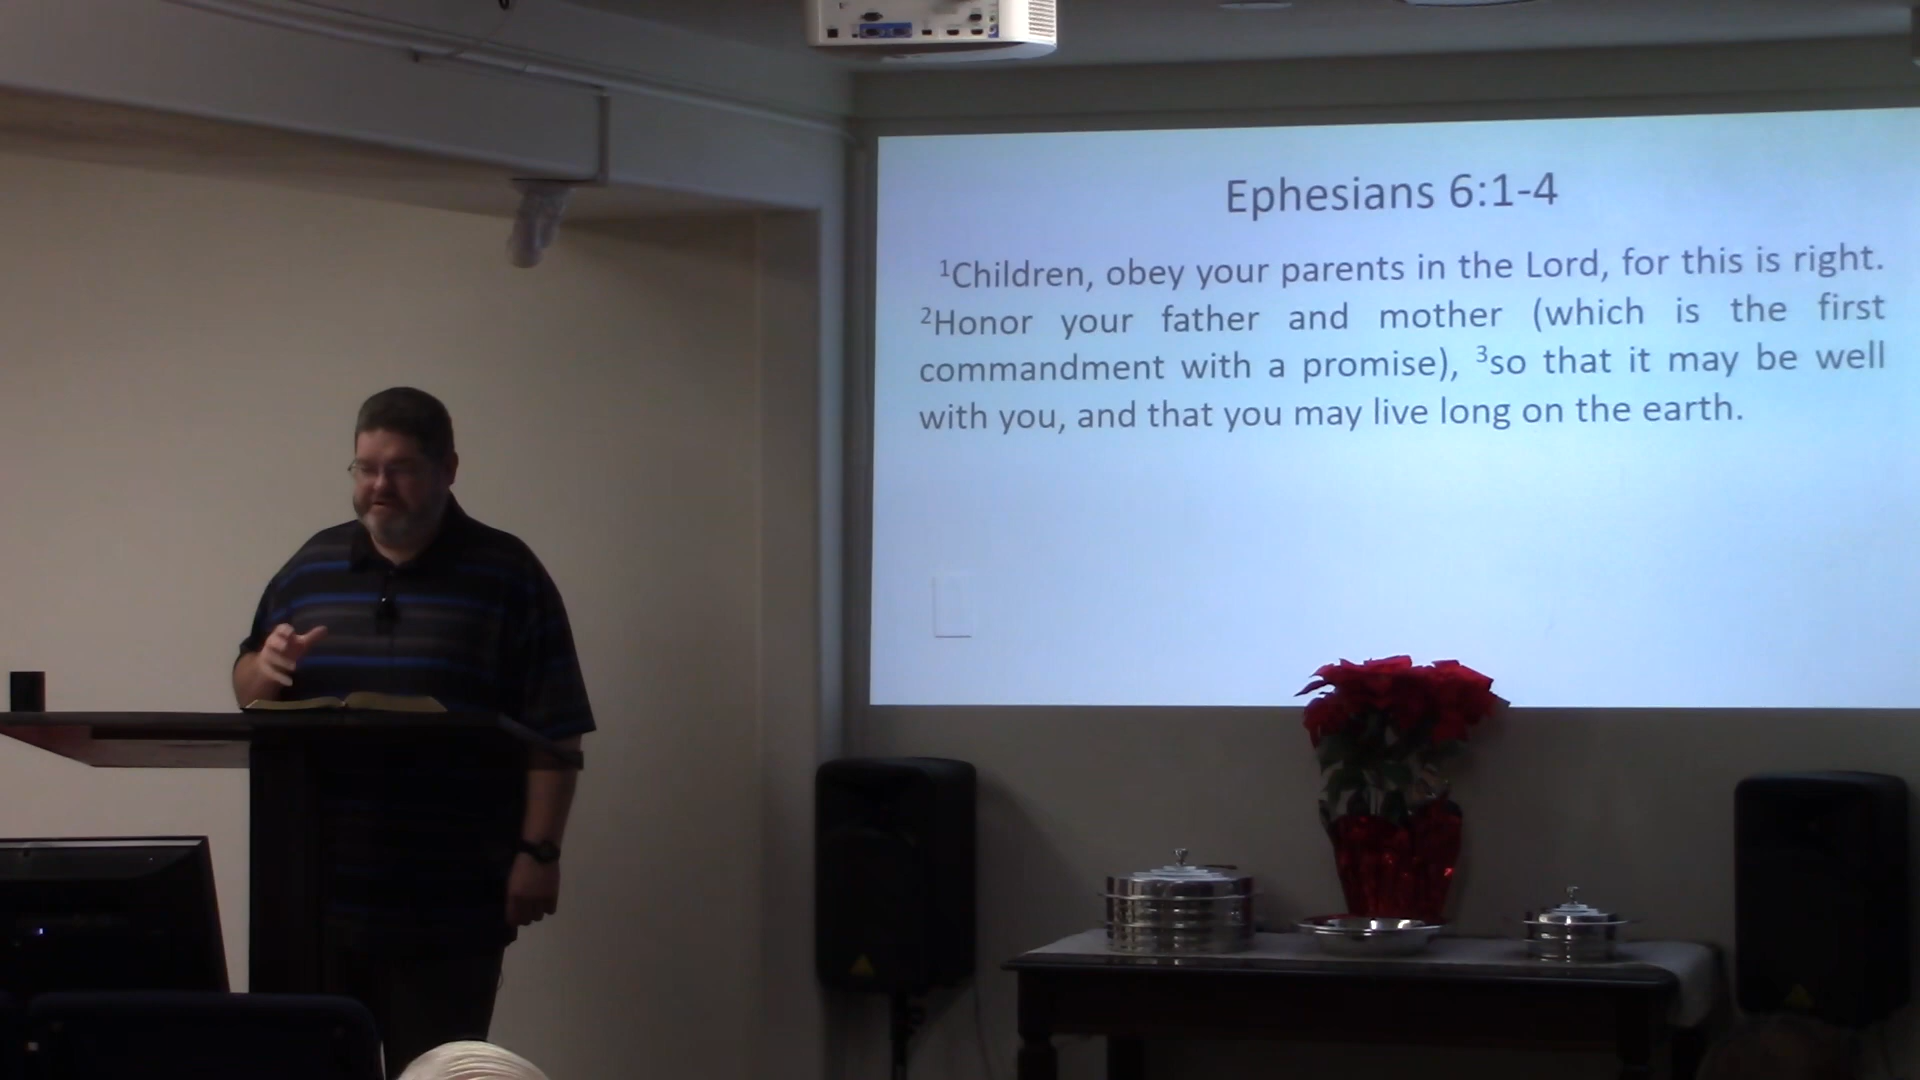 Ephesians 6:1-4
¹Children, obey your parents in the Lord, for this is right.
²Honor your father and mother (which is the first
commandment with a promise), ³so that it may be well
with you, and that you may live long on the earth.